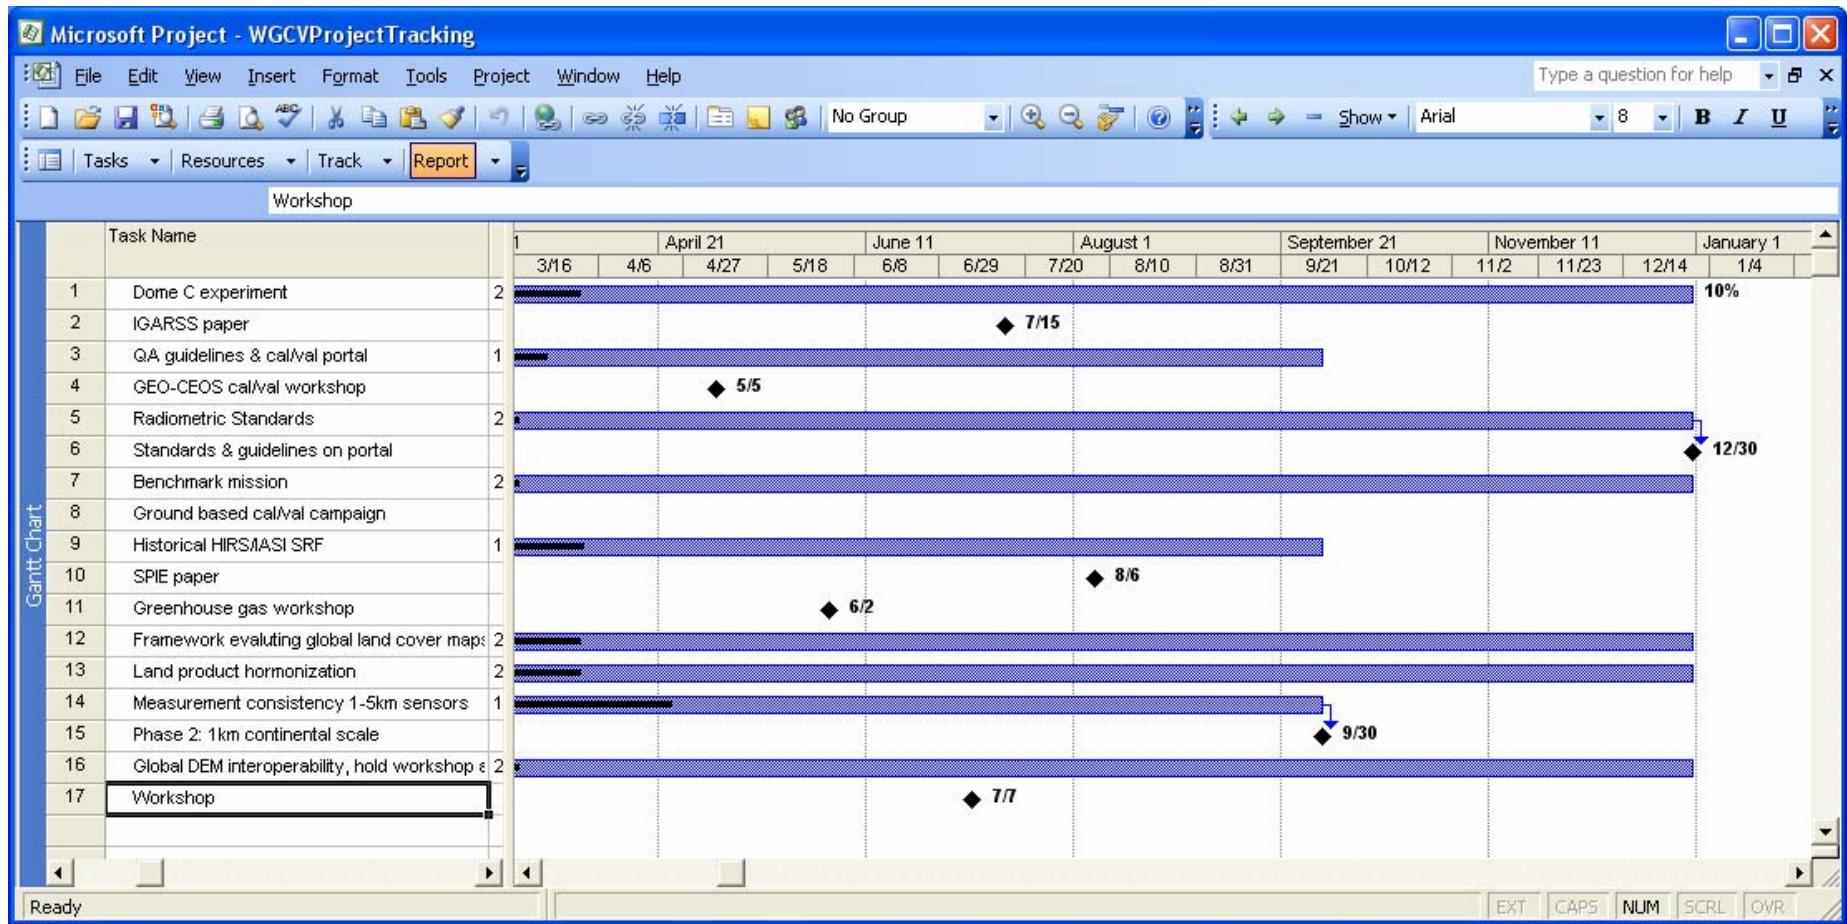 Microsoft Project - WGCVProjectTracking
File Edit View Insert Format Tools Project Window Help Type a question for help
No Group Show Arial 8 B I U
Tasks Resources Track Report
Workshop
Task Name 1 April 21 June 11 August 1 September 21 November 11 January 1
3/16 4/6 4/27 5/18 6/8 6/29 7/20 8/10 8/31 9/21 10/12 11/2 11/23 12/14 1/4
1 Dome C experiment 2 10%
2 IGARSS paper 7/15
3 QA guidelines & cal/val portal 1
4 GEO-CEOS cal/val workshop 5/5
5 Radiometric Standards 2
6 Standards & guidelines on portal 12/30
7 Benchmark mission 2
8 Ground based cal/val campaign
9 Historical HIRS/IASI SRF 1
10 SPIE paper 8/6
11 Greenhouse gas workshop 6/2
12 Framework evaluting global land cover maps 2
13 Land product hormonization 2
14 Measurement consistency 1-5km sensors 1
15 Phase 2: 1km continental scale 9/30
16 Global DEM interoperability, hold workshop a 2
17 Workshop 7/7
Gantt Chart
Ready EXT CAPS NUM SCRL OVR